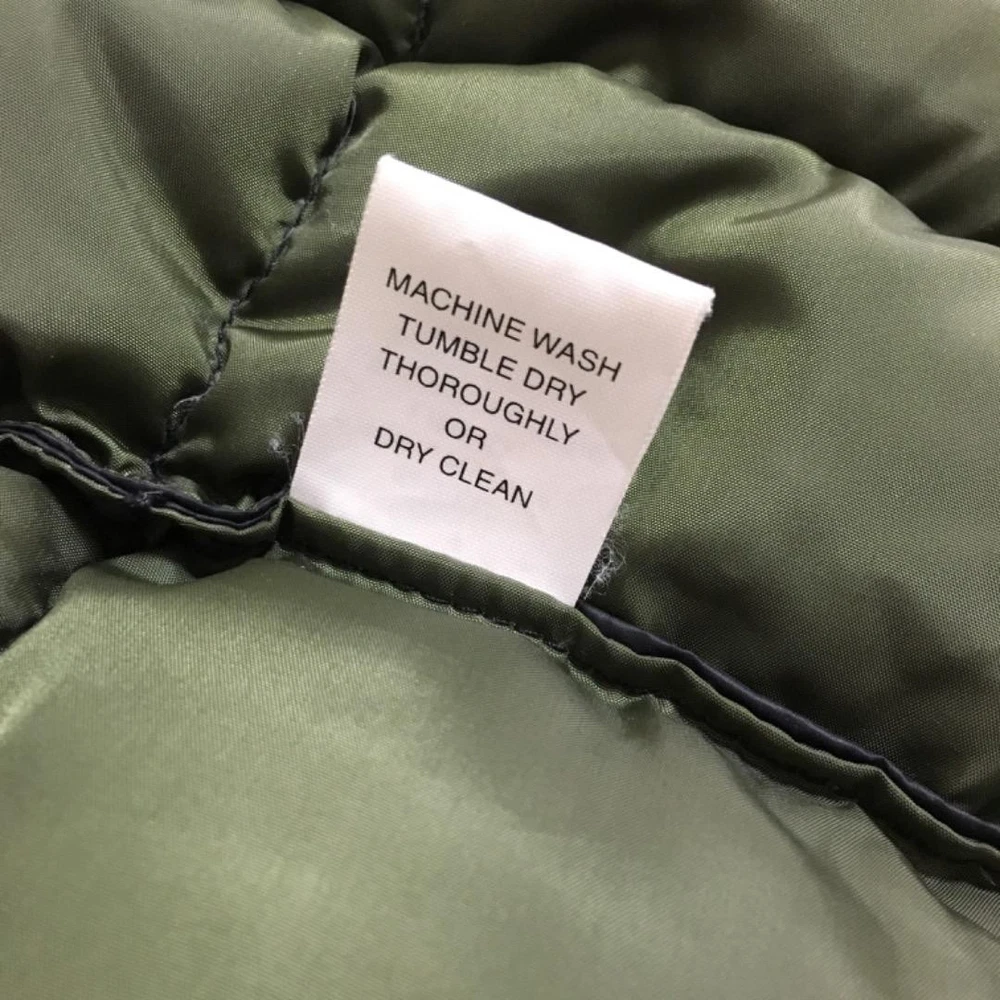 MACHINE WASH
TUMBLE DRY
THOROUGHLY
OR
DRY CLEAN